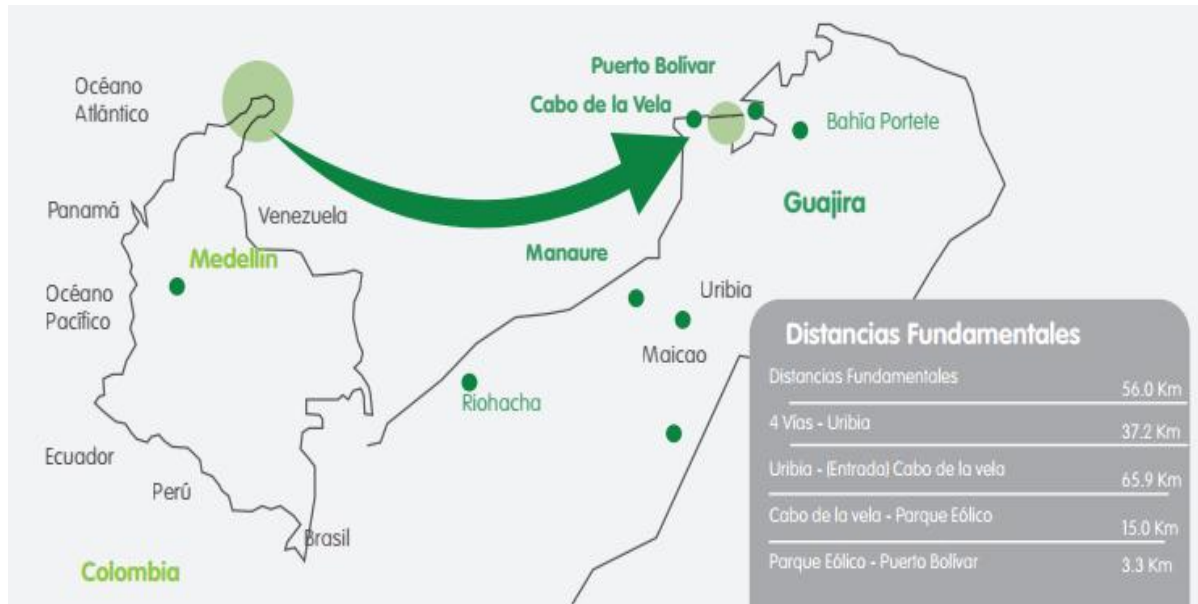 Océano
Atlántico
Panamá
Venezuela
Medellín
Océano
Pacífico
Ecuador
Perú
Brasil
Colombia
Puerto Bolívar
Cabo de la Vela
Bahía Portete
Guajira
Manaure
Uribia
Maicao
Riohacha
Distancias Fundamentales
Distancias Fundamentales 56.0 Km
4 Vías - Uribia 37.2 Km
Uribia - (Entrada) Cabo de la vela 65.9 Km
Cabo de la vela - Parque Eólico 15.0 Km
Parque Eólico - Puerto Bolívar 3.3 Km